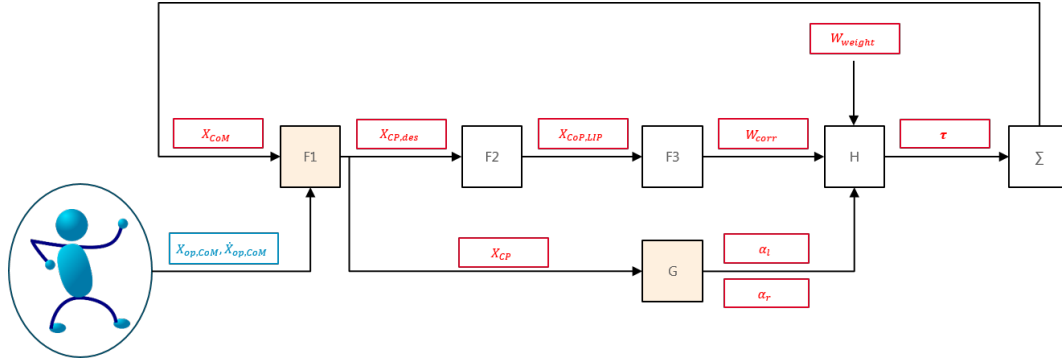 W_weight
X_CoM
F1
X_CP,des
F2
X_CoP,LIP
F3
W_corr
H
τ
Σ
X_op,CoM, Ẋ_op,CoM
X_CP
G
α_l
α_r